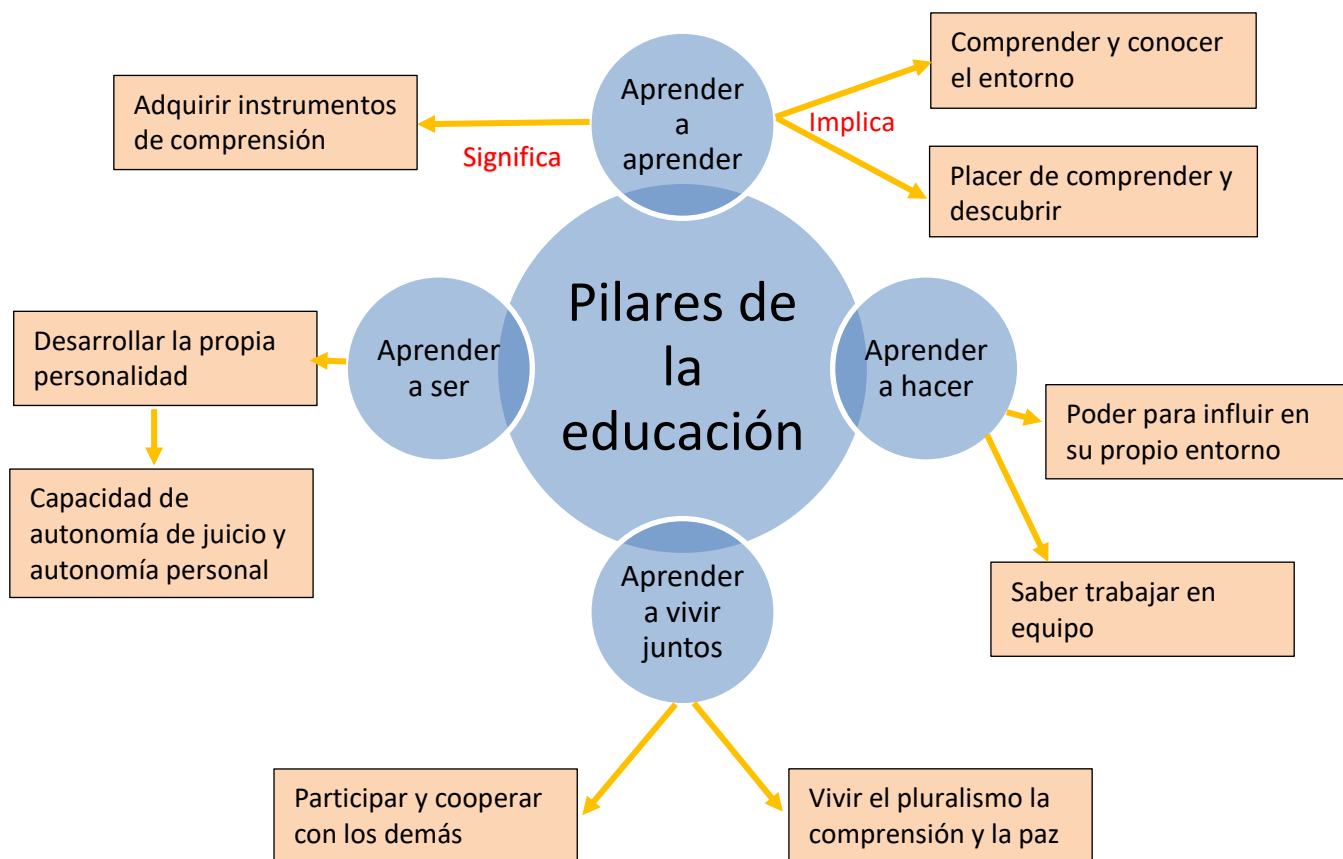 Comprender y conocer
el entorno
Adquirir instrumentos
de comprensión
Aprender
a
aprender
Implica
Significa
Placer de comprender y
descubrir
Pilares de
la
educación
Desarrollar la propia
personalidad
Aprender
a ser
Aprender
a hacer
Poder para influir en
su propio entorno
Capacidad de
autonomía de juicio y
autonomía personal
Aprender
a vivir
juntos
Saber trabajar en
equipo
Participar y cooperar
con los demás
Vivir el pluralismo la
comprensión y la paz